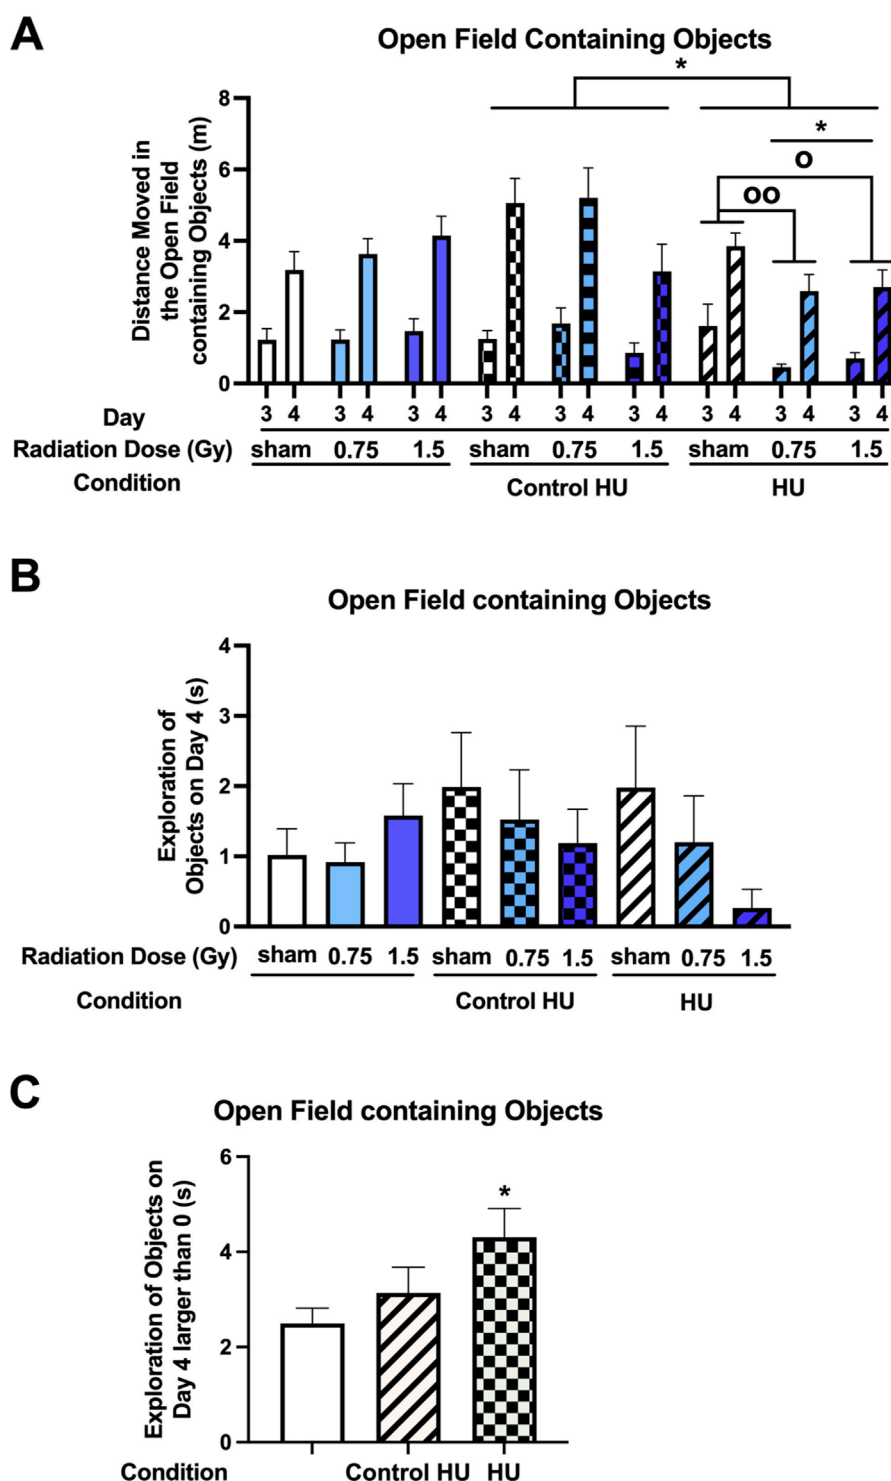 A
Open Field Containing Objects
*
8
6
4
2
0
Distance Moved in
the Open Field
containing Objects (m)
*
O
OO
Day 3 4 3 4 3 4 3 4 3 4 3 4 3 4 3 4 3 4
Radiation Dose (Gy) sham 0.75 1.5 sham 0.75 1.5 sham 0.75 1.5
Condition Control HU HU
B
Open Field containing Objects
4
3
2
1
0
Exploration of
Objects on Day 4 (s)
Radiation Dose (Gy) sham 0.75 1.5 sham 0.75 1.5 sham 0.75 1.5
Condition Control HU HU
C
Open Field containing Objects
6
4
2
0
Exploration of Objects on
Day 4 larger than 0 (s)
*
Condition Control HU HU